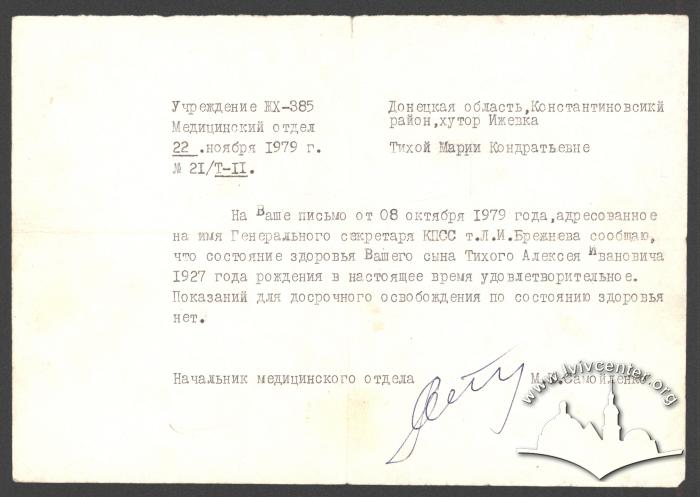 Учреждение ЖХ-385
Медицинский отдел
22 .ноября 1979 г.
№ 21/Т-II.
Донецкая область,Константиновсикй
район,хутор Ижевка
Тихой Марии Кондратьевне
На Ваше письмо от 08 октября 1979 года,адресованное
на имя Генерального секретаря КПСС т.Л.И.Брежнева сообщаю,
что состояние здоровья Вашего сына Тихого Алексея Ивановича
1927 года рождения в настоящее время удовлетворительное.
Показаний для досрочного освобождения по состоянию здоровья
нет.
Начальник медицинского отдела М.К.Самойленко
www.lvivcenter.org